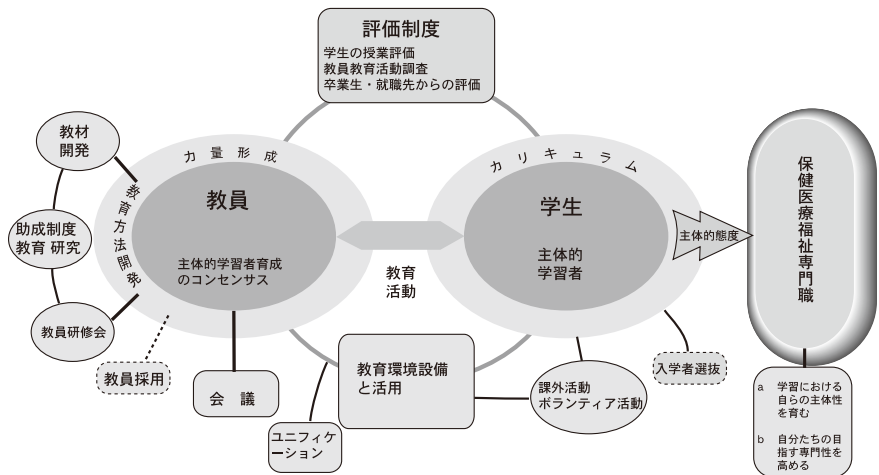 評価制度
学生の授業評価
教員教育活動調査
卒業生・就職先からの評価
教材
開発
助成制度
教育 研究
教員研修会
教員採用
力量形成
教育方法開発
教員
主体的学習者育成
のコンセンサス
会 議
教育
活動
カリキュラム
学生
主体的
学習者
主体的態度
保健医療福祉専門職
教育環境設備
と活用
ユニフィケ
ーション
課外活動
ボランティア活動
入学者選抜
a 学習における
自らの主体性
を育む
b 自分たちの目
指す専門性を
高める